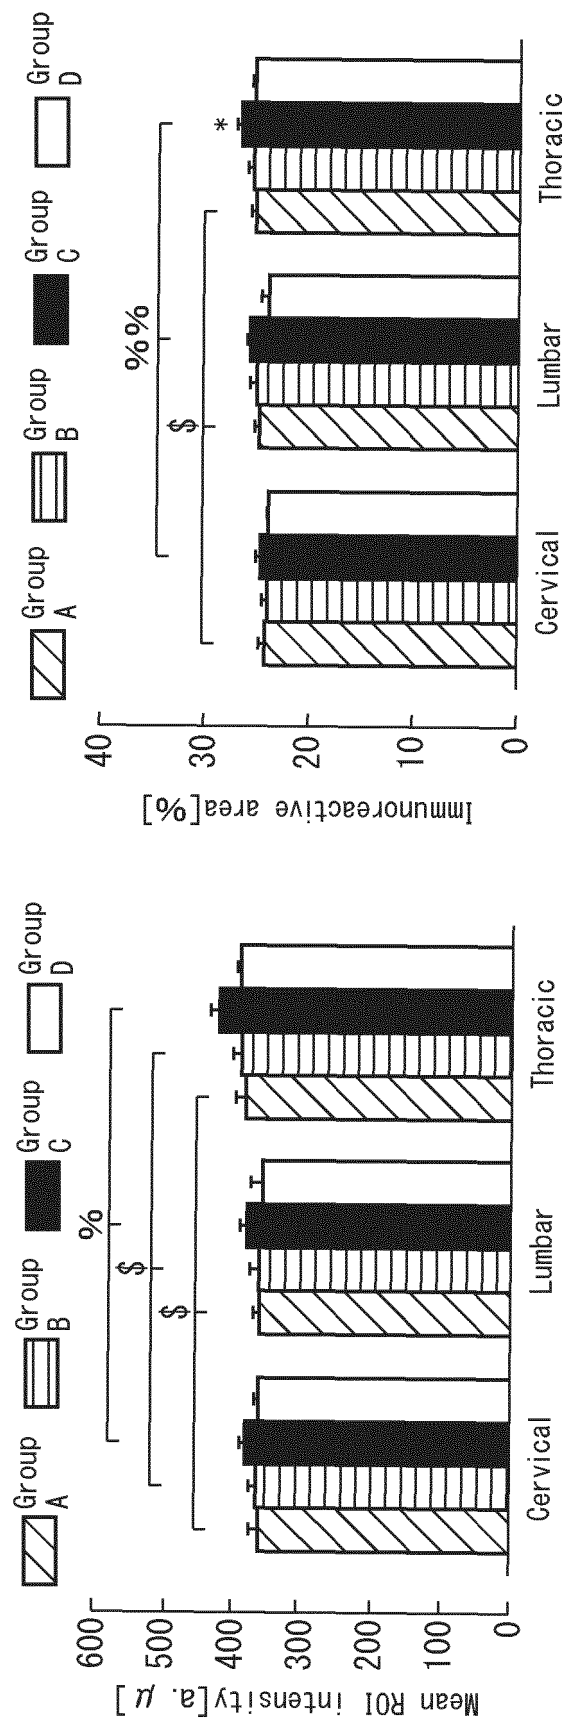 Group A
Group B
Group C
Group D
Mean ROI intensity[a. μ]
600
500
400
300
200
100
0
%
$
$
Cervical
Lumbar
Thoracic
Group A
Group B
Group C
Group D
Immunoreactive area[%]
40
30
20
10
0
%%
$
*
Cervical
Lumbar
Thoracic